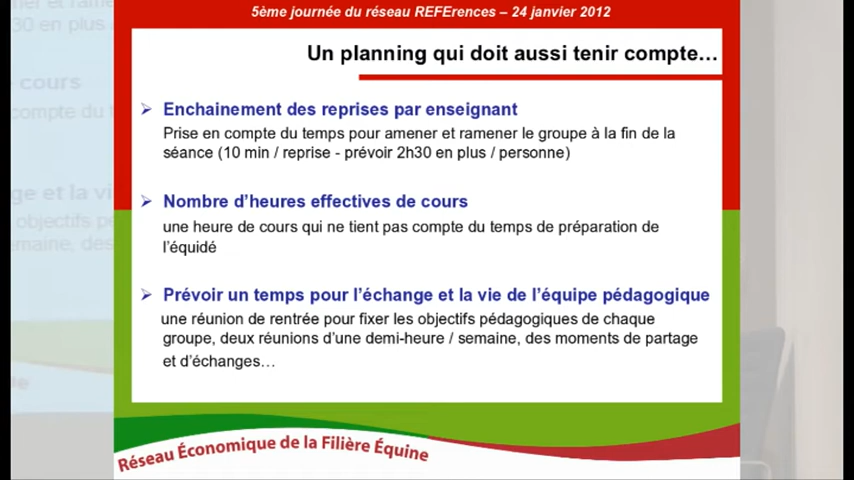 5ème journée du réseau REFErences – 24 janvier 2012
Un planning qui doit aussi tenir compte…
Enchainement des reprises par enseignant
Prise en compte du temps pour amener et ramener le groupe à la fin de la
séance (10 min / reprise - prévoir 2h30 en plus / personne)
Nombre d’heures effectives de cours
une heure de cours qui ne tient pas compte du temps de préparation de
l’équidé
Prévoir un temps pour l’échange et la vie de l’équipe pédagogique
une réunion de rentrée pour fixer les objectifs pédagogiques de chaque
groupe, deux réunions d’une demi-heure / semaine, des moments de partage
et d’échanges…
Réseau Économique de la Filière Équine